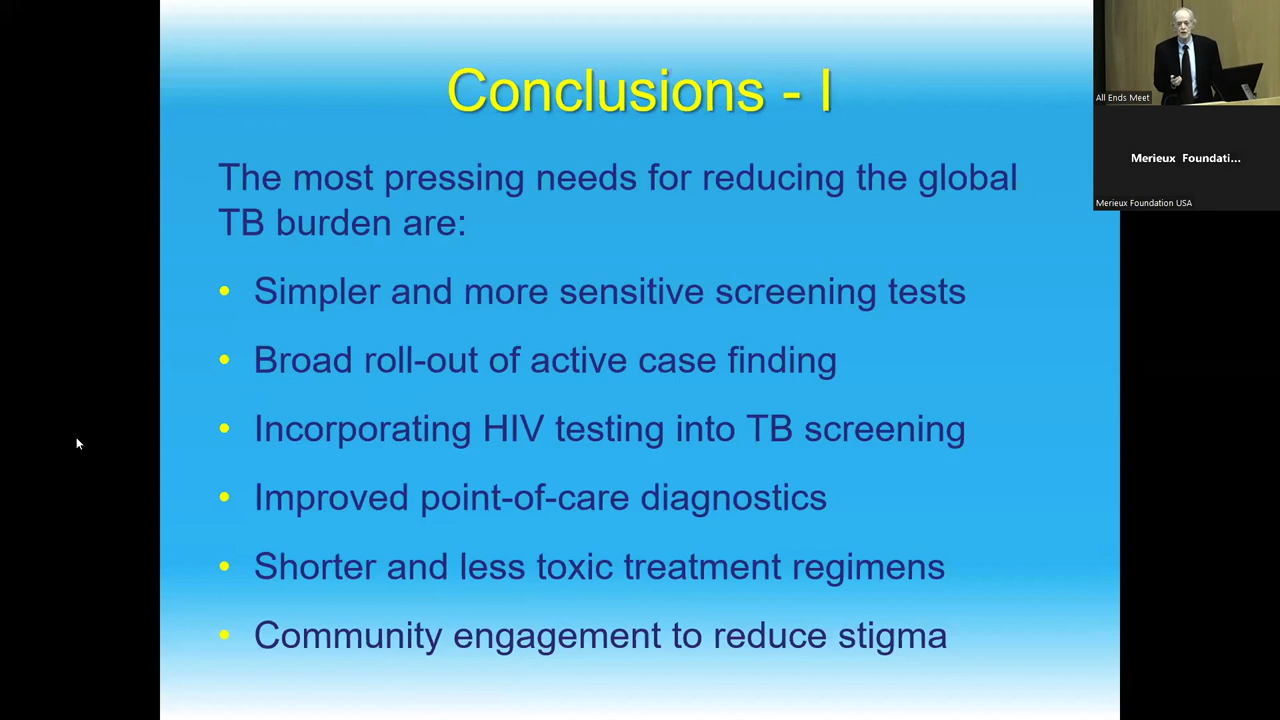 Conclusions - I
The most pressing needs for reducing the global
TB burden are:
• Simpler and more sensitive screening tests
• Broad roll-out of active case finding
• Incorporating HIV testing into TB screening
• Improved point-of-care diagnostics
• Shorter and less toxic treatment regimens
• Community engagement to reduce stigma
All Ends Meet
Merieux Foundati...
Merieux Foundation USA